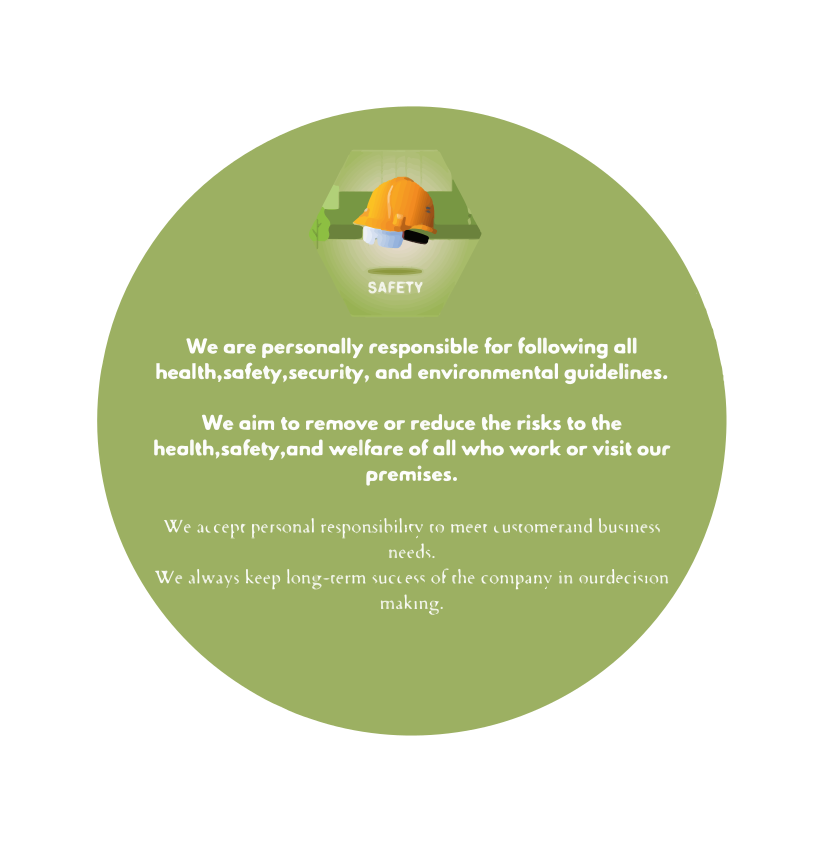 SAFETY
We are personally responsible for following all
health,safety,security, and environmental guidelines.
We aim to remove or reduce the risks to the
health,safety,and welfare of all who work or visit our
premises.
We accept personal responsibility to meet customerand business
needs.
We always keep long-term success of the company in ourdecision
making.